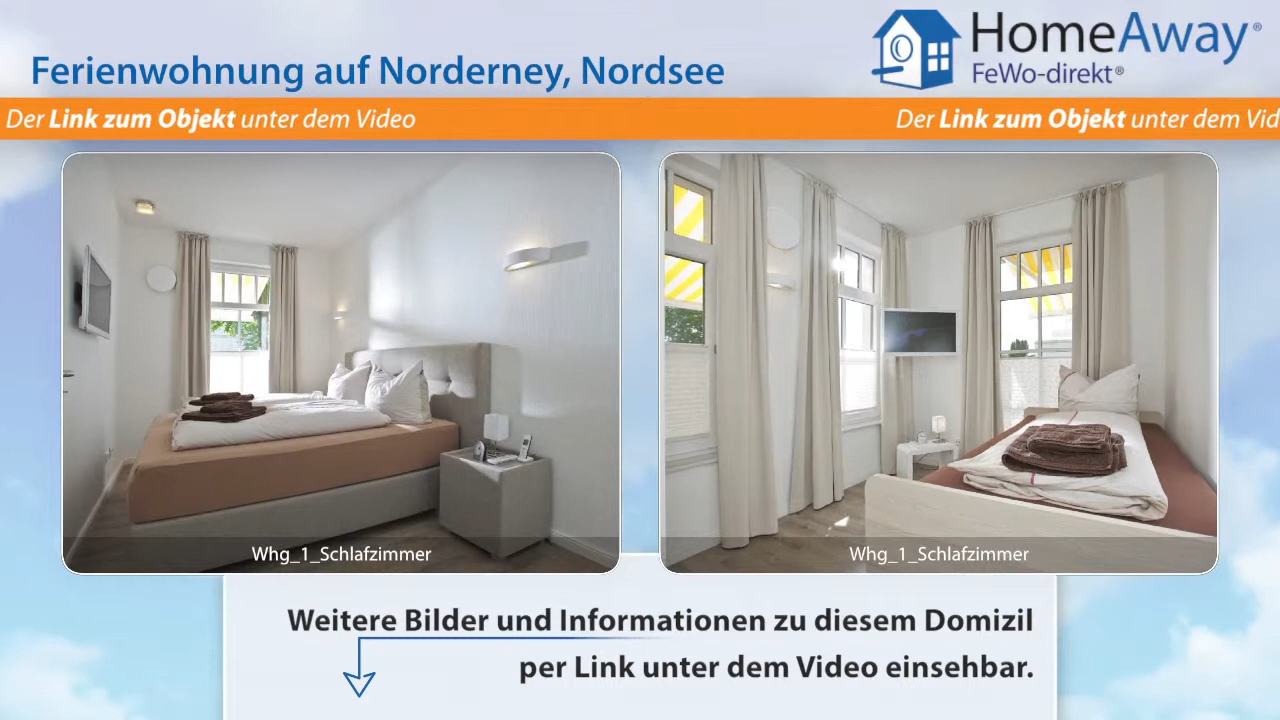 HomeAway®
FeWo-direkt®
Ferienwohnung auf Norderney, Nordsee
Der Link zum Objekt unter dem Video
Der Link zum Objekt unter dem Vid
Whg_1_Schlafzimmer
Whg_1_Schlafzimmer
Weitere Bilder und Informationen zu diesem Domizil
per Link unter dem Video einsehbar.